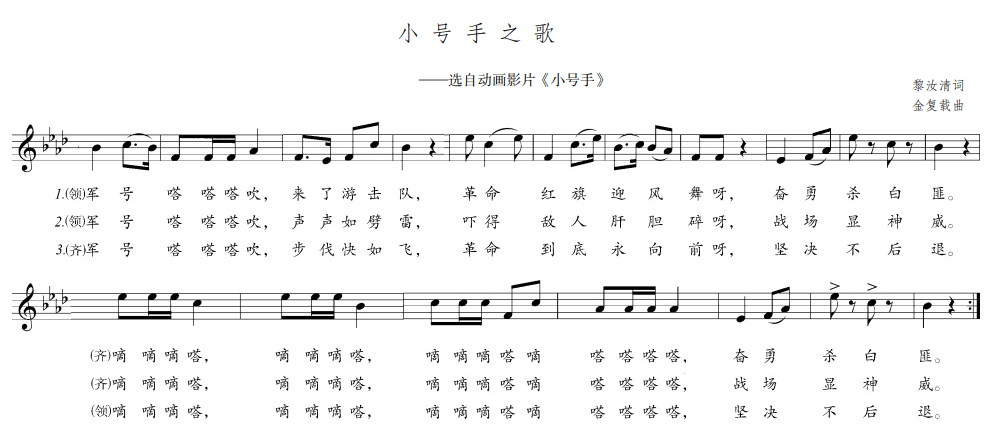 小号手之歌
——选自动画影片《小号手》
黎汝清词
金复载曲
1.(领)军 号 嗒 嗒 嗒 吹， 来 了 游 击 队， 革 命 红 旗 迎 风 舞 呀， 奋 勇 杀 白 匪。
2.(领)军 号 嗒 嗒 嗒 吹， 声 声 如 劈 雷， 吓 得 敌 人 肝 胆 碎 呀， 战 场 显 神 威。
3.(齐)军 号 嗒 嗒 嗒 吹， 步 伐 快 如 飞， 革 命 到 底 永 向 前 呀， 坚 决 不 后 退。
(齐)嘀 嘀 嘀 嗒， 嘀 嘀 嘀 嗒， 嘀 嘀 嘀 嗒 嘀 嗒 嗒 嗒 嗒， 奋 勇 杀 白 匪。
(齐)嘀 嘀 嘀 嗒， 嘀 嘀 嘀 嗒， 嘀 嘀 嘀 嗒 嘀 嗒 嗒 嗒 嗒， 战 场 显 神 威。
(领)嘀 嘀 嘀 嗒， 嘀 嘀 嘀 嗒， 嘀 嘀 嘀 嗒 嘀 嗒 嗒 嗒 嗒， 坚 决 不 后 退。